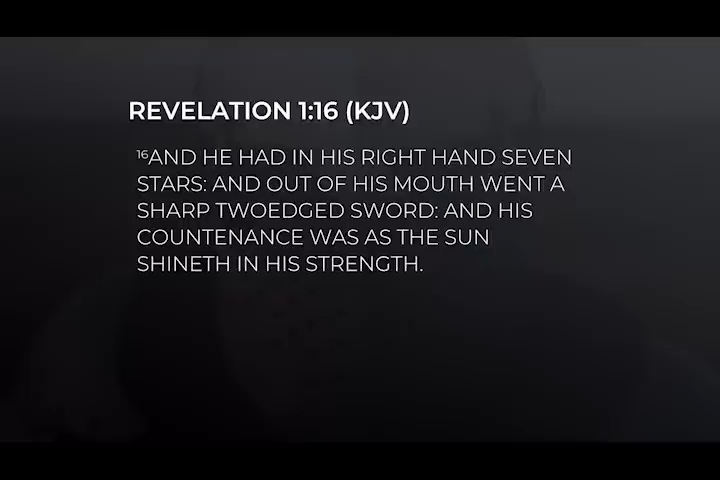 REVELATION 1:16 (KJV)
¹⁶AND HE HAD IN HIS RIGHT HAND SEVEN
STARS: AND OUT OF HIS MOUTH WENT A
SHARP TWOEDGED SWORD: AND HIS
COUNTENANCE WAS AS THE SUN
SHINETH IN HIS STRENGTH.